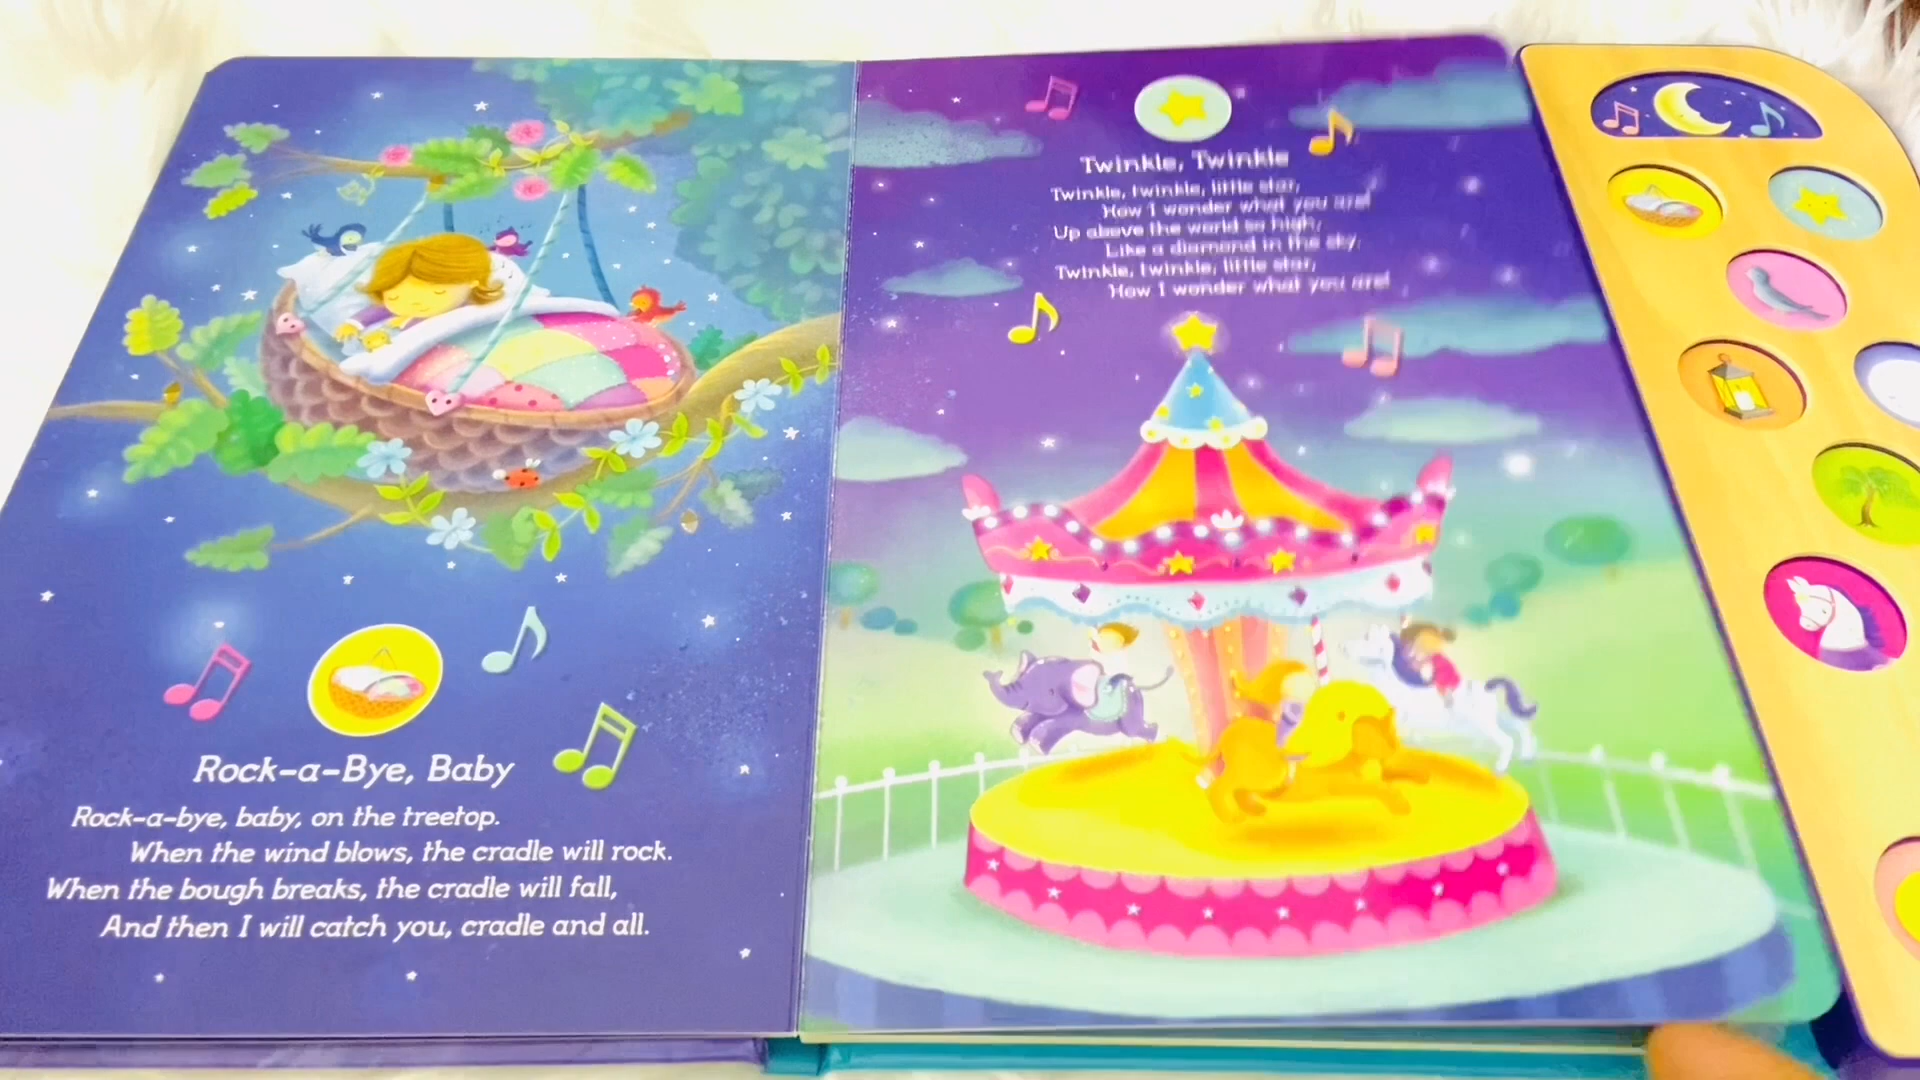 Rock-a-Bye, Baby
Rock-a-bye, baby, on the treetop.
When the wind blows, the cradle will rock.
When the bough breaks, the cradle will fall,
And then I will catch you, cradle and all.
Twinkle, Twinkle
Twinkle, twinkle, little star,
How I wonder what you are!
Up above the world so high,
Like a diamond in the sky.
Twinkle, twinkle, little star,
How I wonder what you are!